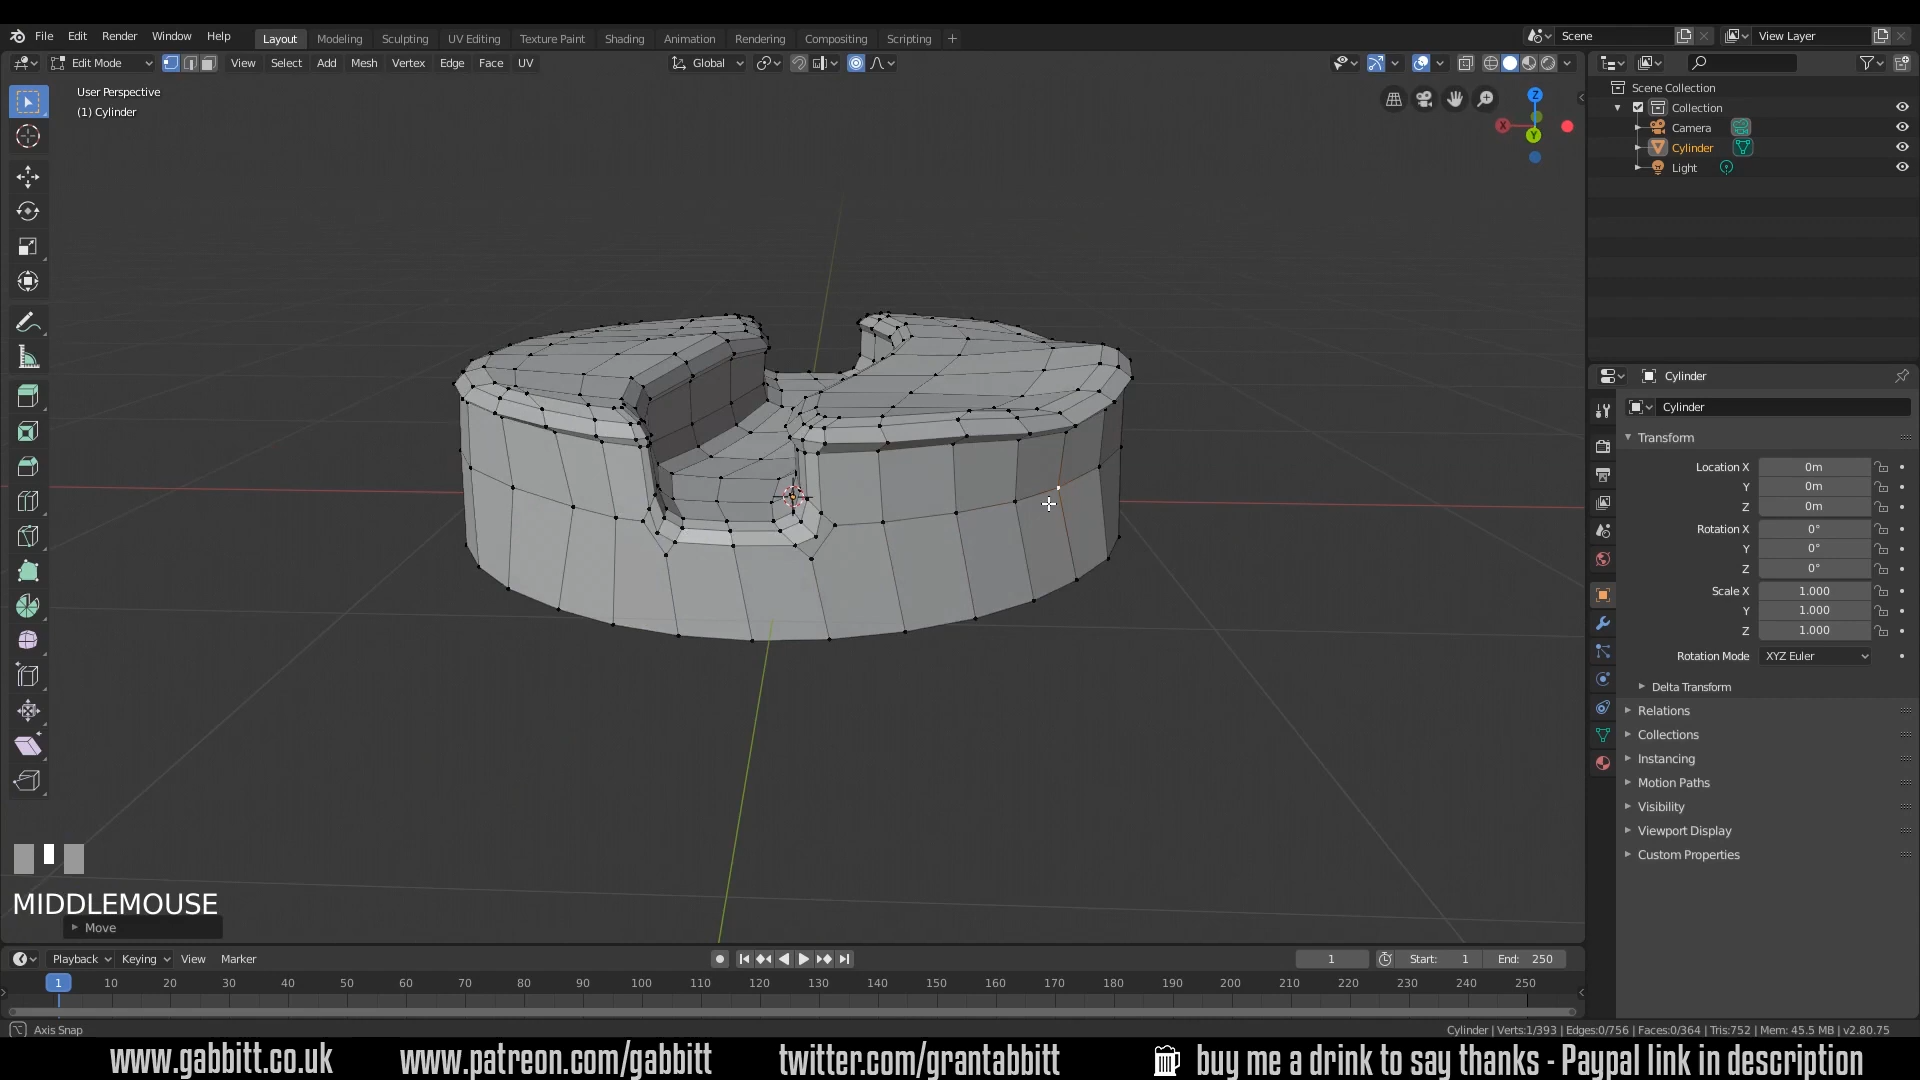 File Edit Render Window Help Layout Modeling Sculpting UV Editing Texture Paint Shading Animation Rendering Compositing Scripting + Scene View Layer
Edit Mode View Select Add Mesh Vertex Edge Face UV Global
User Perspective
(1) Cylinder
Z
X
Y
Scene Collection
Collection
Camera
Cylinder
Light
Cylinder
Cylinder
Transform
Location X 0m
Y 0m
Z 0m
Rotation X 0°
Y 0°
Z 0°
Scale X 1.000
Y 1.000
Z 1.000
Rotation Mode XYZ Euler
Delta Transform
Relations
Collections
Instancing
Motion Paths
Visibility
Viewport Display
Custom Properties
MIDDLEMOUSE
Move
Playback Keying View Marker 1 Start: 1 End: 250
1 10 20 30 40 50 60 70 80 90 100 110 120 130 140 150 160 170 180 190 200 210 220 230 240 250
Axis Snap Cylinder | Verts:1/393 | Edges:0/756 | Faces:0/364 | Tris:752 | Mem: 45.5 MB | v2.80.75
www.gabbitt.co.uk www.patreon.com/gabbitt twitter.com/grantabbitt buy me a drink to say thanks - Paypal link in description